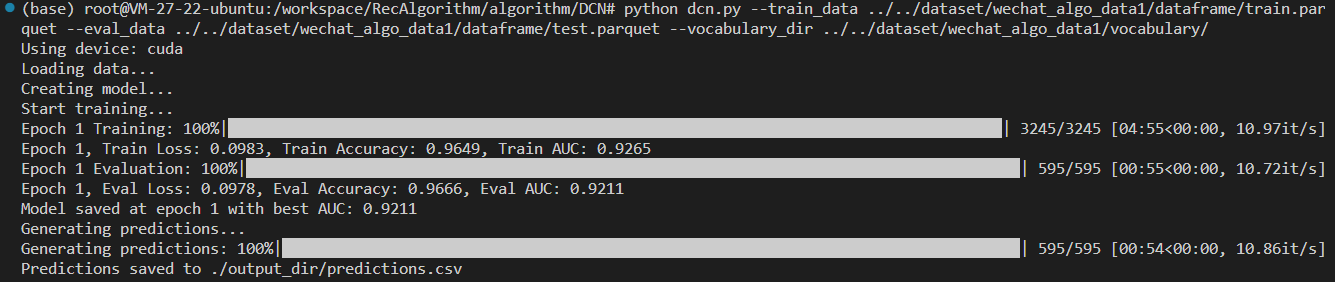 (base) root@VM-27-22-ubuntu:/workspace/RecAlgorithm/algorithm/DCN# python dcn.py --train_data ../../dataset/wechat_algo_data1/dataframe/train.par
quet --eval_data ../../dataset/wechat_algo_data1/dataframe/test.parquet --vocabulary_dir ../../dataset/wechat_algo_data1/vocabulary/
Using device: cuda
Loading data...
Creating model...
Start training...
Epoch 1 Training: 100%| | 3245/3245 [04:55<00:00, 10.97it/s]
Epoch 1, Train Loss: 0.0983, Train Accuracy: 0.9649, Train AUC: 0.9265
Epoch 1 Evaluation: 100%| | 595/595 [00:55<00:00, 10.72it/s]
Epoch 1, Eval Loss: 0.0978, Eval Accuracy: 0.9666, Eval AUC: 0.9211
Model saved at epoch 1 with best AUC: 0.9211
Generating predictions...
Generating predictions: 100%| | 595/595 [00:54<00:00, 10.86it/s]
Predictions saved to ./output_dir/predictions.csv